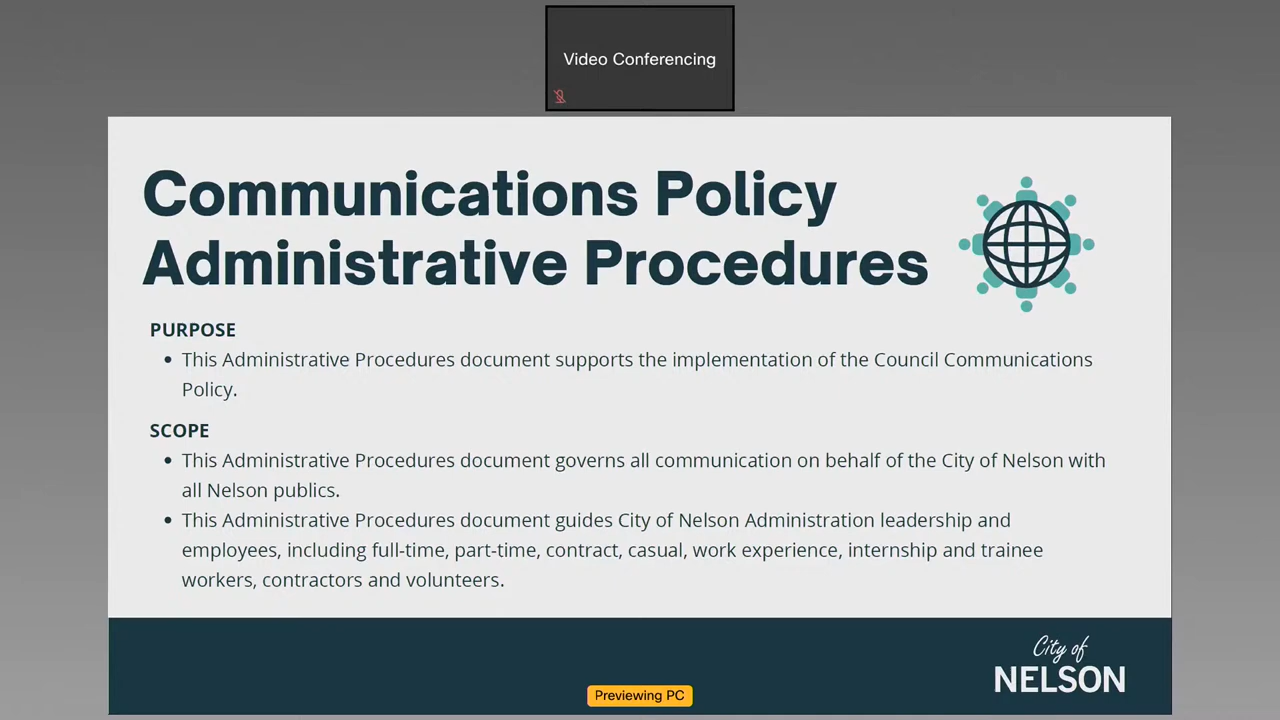 Video Conferencing
Communications Policy
Administrative Procedures
PURPOSE
• This Administrative Procedures document supports the implementation of the Council Communications
Policy.
SCOPE
• This Administrative Procedures document governs all communication on behalf of the City of Nelson with
all Nelson publics.
• This Administrative Procedures document guides City of Nelson Administration leadership and
employees, including full-time, part-time, contract, casual, work experience, internship and trainee
workers, contractors and volunteers.
City of
NELSON
Previewing PC